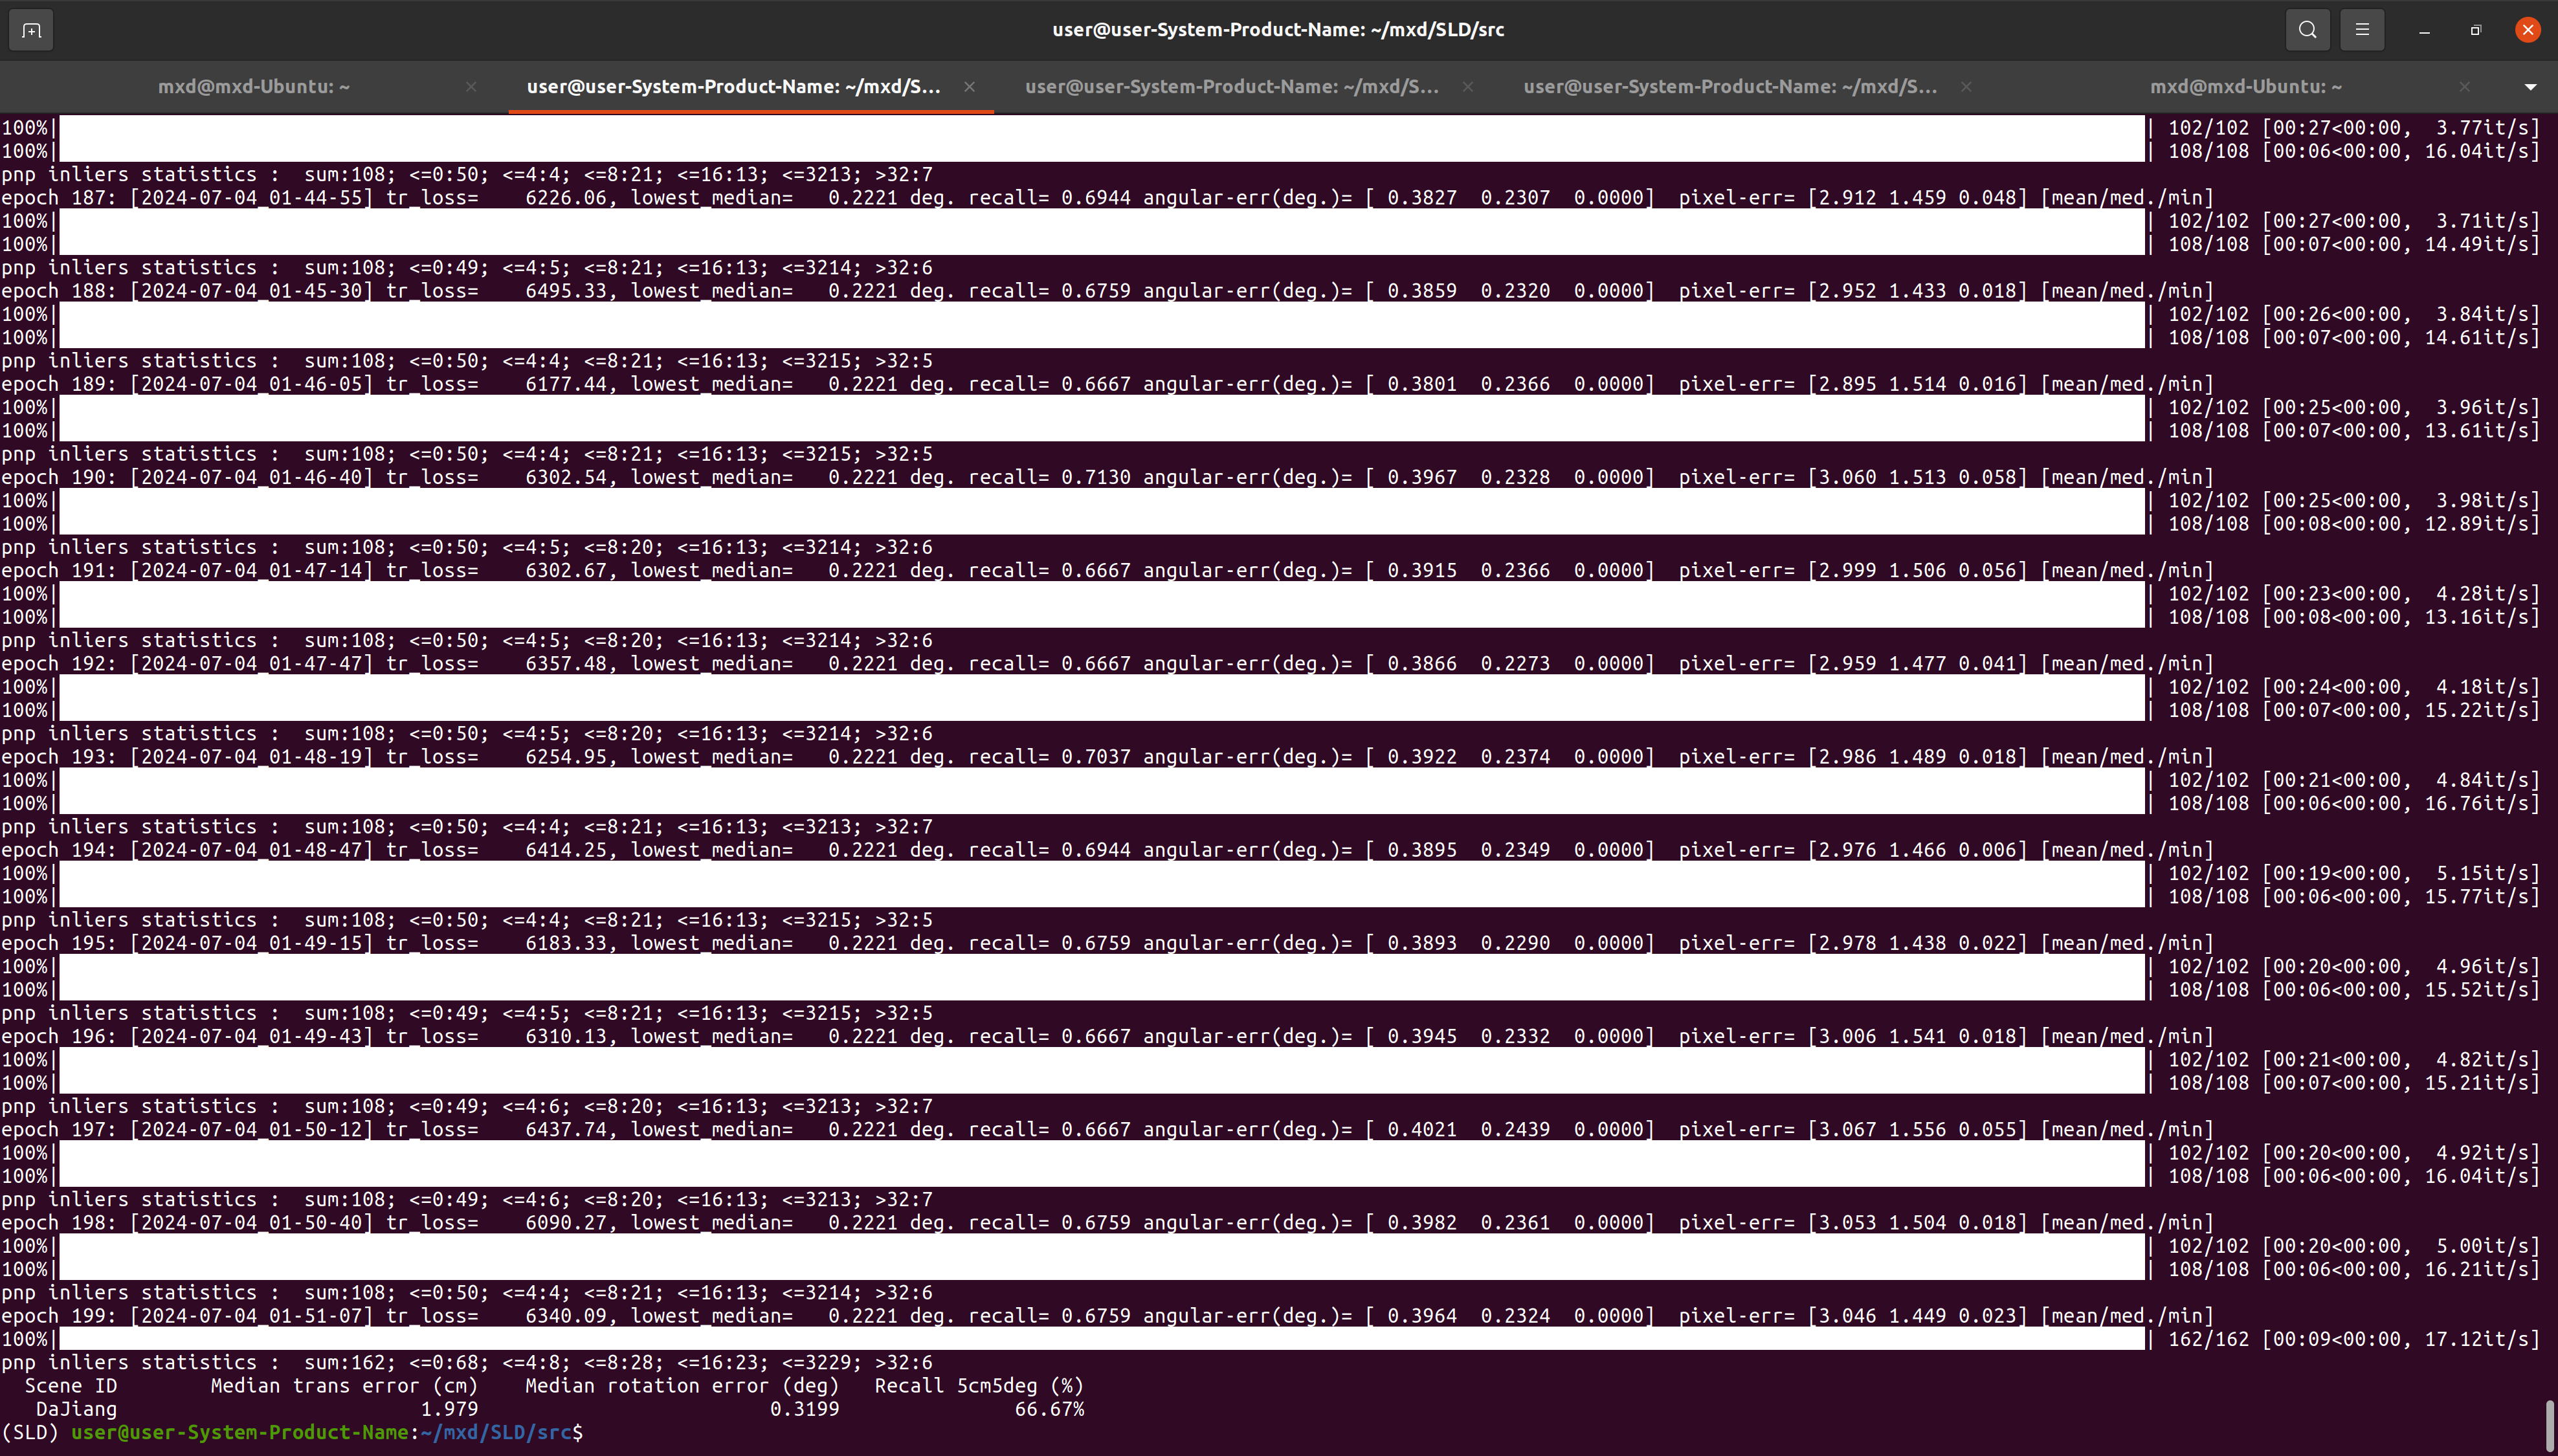 user@user-System-Product-Name: ~/mxd/SLD/src
mxd@mxd-Ubuntu: ~ user@user-System-Product-Name: ~/mxd/S... user@user-System-Product-Name: ~/mxd/S... user@user-System-Product-Name: ~/mxd/S... mxd@mxd-Ubuntu: ~
100%| | 102/102 [00:27<00:00,  3.77it/s]
100%| | 108/108 [00:06<00:00, 16.04it/s]
pnp inliers statistics :  sum:108; <=0:50; <=4:4; <=8:21; <=16:13; <=3213; >32:7
epoch 187: [2024-07-04_01-44-55] tr_loss=    6226.06, lowest_median=   0.2221 deg. recall= 0.6944 angular-err(deg.)= [ 0.3827  0.2307  0.0000]  pixel-err= [2.912 1.459 0.048] [mean/med./min]
100%| | 102/102 [00:27<00:00,  3.71it/s]
100%| | 108/108 [00:07<00:00, 14.49it/s]
pnp inliers statistics :  sum:108; <=0:49; <=4:5; <=8:21; <=16:13; <=3214; >32:6
epoch 188: [2024-07-04_01-45-30] tr_loss=    6495.33, lowest_median=   0.2221 deg. recall= 0.6759 angular-err(deg.)= [ 0.3859  0.2320  0.0000]  pixel-err= [2.952 1.433 0.018] [mean/med./min]
100%| | 102/102 [00:26<00:00,  3.84it/s]
100%| | 108/108 [00:07<00:00, 14.61it/s]
pnp inliers statistics :  sum:108; <=0:50; <=4:4; <=8:21; <=16:13; <=3215; >32:5
epoch 189: [2024-07-04_01-46-05] tr_loss=    6177.44, lowest_median=   0.2221 deg. recall= 0.6667 angular-err(deg.)= [ 0.3801  0.2366  0.0000]  pixel-err= [2.895 1.514 0.016] [mean/med./min]
100%| | 102/102 [00:25<00:00,  3.96it/s]
100%| | 108/108 [00:07<00:00, 13.61it/s]
pnp inliers statistics :  sum:108; <=0:50; <=4:4; <=8:21; <=16:13; <=3215; >32:5
epoch 190: [2024-07-04_01-46-40] tr_loss=    6302.54, lowest_median=   0.2221 deg. recall= 0.7130 angular-err(deg.)= [ 0.3967  0.2328  0.0000]  pixel-err= [3.060 1.513 0.058] [mean/med./min]
100%| | 102/102 [00:25<00:00,  3.98it/s]
100%| | 108/108 [00:08<00:00, 12.89it/s]
pnp inliers statistics :  sum:108; <=0:50; <=4:5; <=8:20; <=16:13; <=3214; >32:6
epoch 191: [2024-07-04_01-47-14] tr_loss=    6302.67, lowest_median=   0.2221 deg. recall= 0.6667 angular-err(deg.)= [ 0.3915  0.2366  0.0000]  pixel-err= [2.999 1.506 0.056] [mean/med./min]
100%| | 102/102 [00:23<00:00,  4.28it/s]
100%| | 108/108 [00:08<00:00, 13.16it/s]
pnp inliers statistics :  sum:108; <=0:50; <=4:5; <=8:20; <=16:13; <=3214; >32:6
epoch 192: [2024-07-04_01-47-47] tr_loss=    6357.48, lowest_median=   0.2221 deg. recall= 0.6667 angular-err(deg.)= [ 0.3866  0.2273  0.0000]  pixel-err= [2.959 1.477 0.041] [mean/med./min]
100%| | 102/102 [00:24<00:00,  4.18it/s]
100%| | 108/108 [00:07<00:00, 15.22it/s]
pnp inliers statistics :  sum:108; <=0:50; <=4:5; <=8:20; <=16:13; <=3214; >32:6
epoch 193: [2024-07-04_01-48-19] tr_loss=    6254.95, lowest_median=   0.2221 deg. recall= 0.7037 angular-err(deg.)= [ 0.3922  0.2374  0.0000]  pixel-err= [2.986 1.489 0.018] [mean/med./min]
100%| | 102/102 [00:21<00:00,  4.84it/s]
100%| | 108/108 [00:06<00:00, 16.76it/s]
pnp inliers statistics :  sum:108; <=0:50; <=4:4; <=8:21; <=16:13; <=3213; >32:7
epoch 194: [2024-07-04_01-48-47] tr_loss=    6414.25, lowest_median=   0.2221 deg. recall= 0.6944 angular-err(deg.)= [ 0.3895  0.2349  0.0000]  pixel-err= [2.976 1.466 0.006] [mean/med./min]
100%| | 102/102 [00:19<00:00,  5.15it/s]
100%| | 108/108 [00:06<00:00, 15.77it/s]
pnp inliers statistics :  sum:108; <=0:50; <=4:4; <=8:21; <=16:13; <=3215; >32:5
epoch 195: [2024-07-04_01-49-15] tr_loss=    6183.33, lowest_median=   0.2221 deg. recall= 0.6759 angular-err(deg.)= [ 0.3893  0.2290  0.0000]  pixel-err= [2.978 1.438 0.022] [mean/med./min]
100%| | 102/102 [00:20<00:00,  4.96it/s]
100%| | 108/108 [00:06<00:00, 15.52it/s]
pnp inliers statistics :  sum:108; <=0:49; <=4:5; <=8:21; <=16:13; <=3215; >32:5
epoch 196: [2024-07-04_01-49-43] tr_loss=    6310.13, lowest_median=   0.2221 deg. recall= 0.6667 angular-err(deg.)= [ 0.3945  0.2332  0.0000]  pixel-err= [3.006 1.541 0.018] [mean/med./min]
100%| | 102/102 [00:21<00:00,  4.82it/s]
100%| | 108/108 [00:07<00:00, 15.21it/s]
pnp inliers statistics :  sum:108; <=0:49; <=4:6; <=8:20; <=16:13; <=3213; >32:7
epoch 197: [2024-07-04_01-50-12] tr_loss=    6437.74, lowest_median=   0.2221 deg. recall= 0.6667 angular-err(deg.)= [ 0.4021  0.2439  0.0000]  pixel-err= [3.067 1.556 0.055] [mean/med./min]
100%| | 102/102 [00:20<00:00,  4.92it/s]
100%| | 108/108 [00:06<00:00, 16.04it/s]
pnp inliers statistics :  sum:108; <=0:49; <=4:6; <=8:20; <=16:13; <=3213; >32:7
epoch 198: [2024-07-04_01-50-40] tr_loss=    6090.27, lowest_median=   0.2221 deg. recall= 0.6759 angular-err(deg.)= [ 0.3982  0.2361  0.0000]  pixel-err= [3.053 1.504 0.018] [mean/med./min]
100%| | 102/102 [00:20<00:00,  5.00it/s]
100%| | 108/108 [00:06<00:00, 16.21it/s]
pnp inliers statistics :  sum:108; <=0:50; <=4:4; <=8:21; <=16:13; <=3214; >32:6
epoch 199: [2024-07-04_01-51-07] tr_loss=    6340.09, lowest_median=   0.2221 deg. recall= 0.6759 angular-err(deg.)= [ 0.3964  0.2324  0.0000]  pixel-err= [3.046 1.449 0.023] [mean/med./min]
100%| | 162/162 [00:09<00:00, 17.12it/s]
pnp inliers statistics :  sum:162; <=0:68; <=4:8; <=8:28; <=16:23; <=3229; >32:6
Scene ID        Median trans error (cm)    Median rotation error (deg)   Recall 5cm5deg (%)
DaJiang                          1.979                         0.3199               66.67%
(SLD) user@user-System-Product-Name:~/mxd/SLD/src$